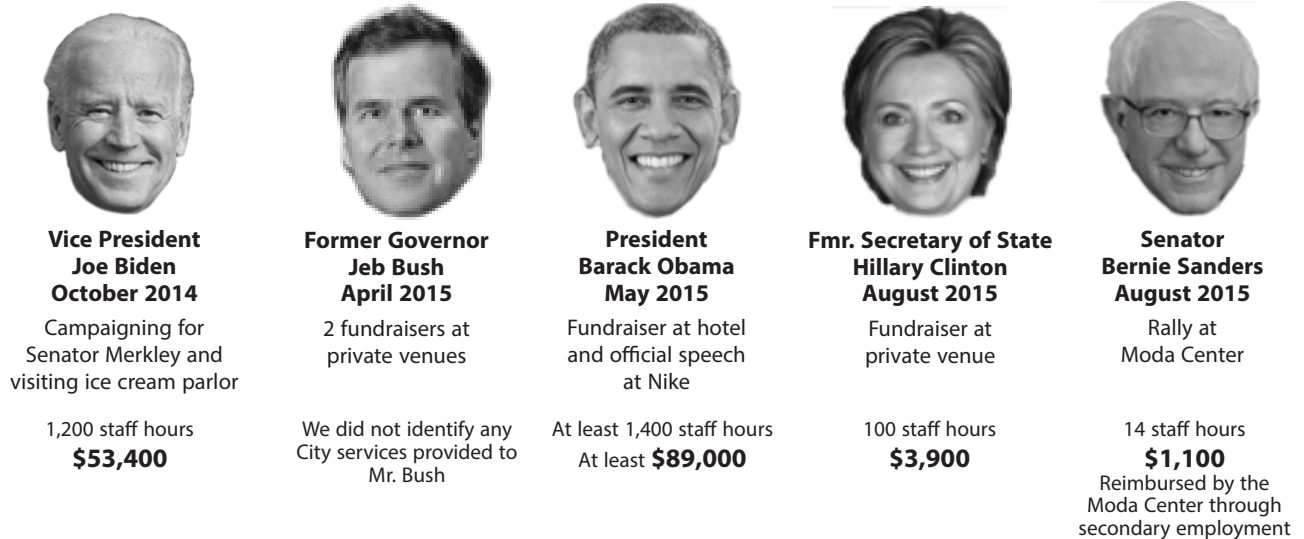 Vice President
Joe Biden
October 2014
Campaigning for
Senator Merkley and
visiting ice cream parlor
1,200 staff hours
$53,400
Former Governor
Jeb Bush
April 2015
2 fundraisers at
private venues
We did not identify any
City services provided to
Mr. Bush
President
Barack Obama
May 2015
Fundraiser at hotel
and official speech
at Nike
At least 1,400 staff hours
At least $89,000
Fmr. Secretary of State
Hillary Clinton
August 2015
Fundraiser at
private venue
100 staff hours
$3,900
Senator
Bernie Sanders
August 2015
Rally at
Moda Center
14 staff hours
$1,100
Reimbursed by the
Moda Center through
secondary employment